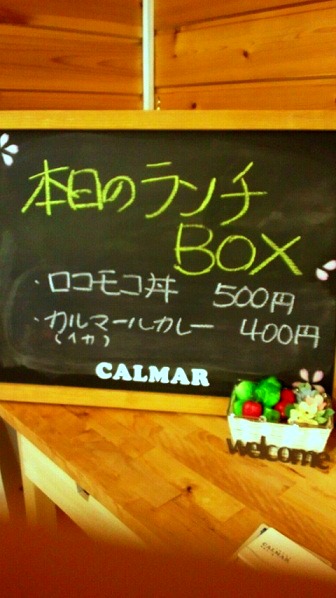 本日のランチ
BOX
・ロコモコ丼 500円
・カルマールカレー 400円
(イカ)
CALMAR
welcome
CALMAR